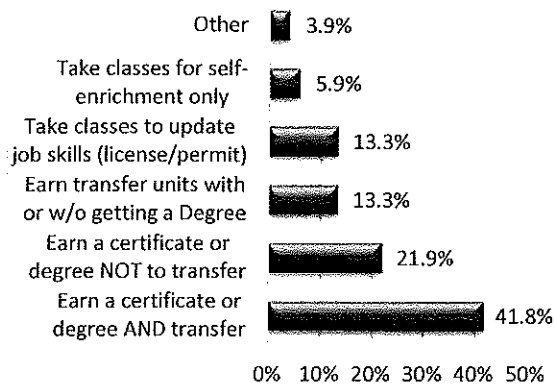 Other
3.9%
Take classes for self-
enrichment only
5.9%
Take classes to update
job skills (license/permit)
13.3%
Earn transfer units with
or w/o getting a Degree
13.3%
Earn a certificate or
degree NOT to transfer
21.9%
Earn a certificate or
degree AND transfer
41.8%
0% 10% 20% 30% 40% 50%